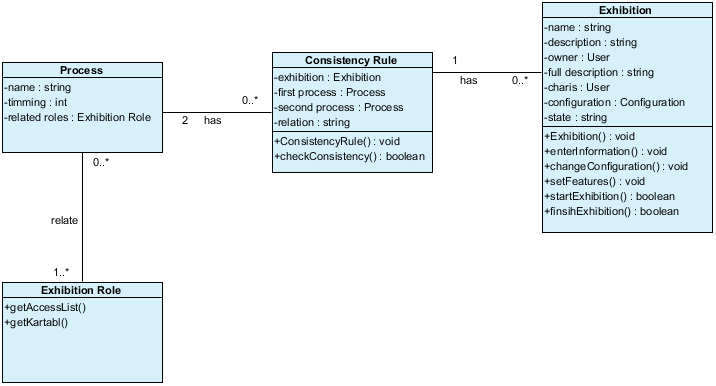 Process
-name : string
-timming : int
-related roles : Exhibition Role
2
has
0..*
Consistency Rule
-exhibition : Exhibition
-first process : Process
-second process : Process
-relation : string
+ConsistencyRule() : void
+checkConsistency() : boolean
1
has
0..*
Exhibition
-name : string
-description : string
-owner : User
-full description : string
-charis : User
-configuration : Configuration
-state : string
+Exhibition() : void
+enterInformation() : void
+changeConfiguration() : void
+setFeatures() : void
+startExhibition() : boolean
+finsihExhibition() : boolean
0..*
relate
1..*
Exhibition Role
+getAccessList()
+getKartabl()